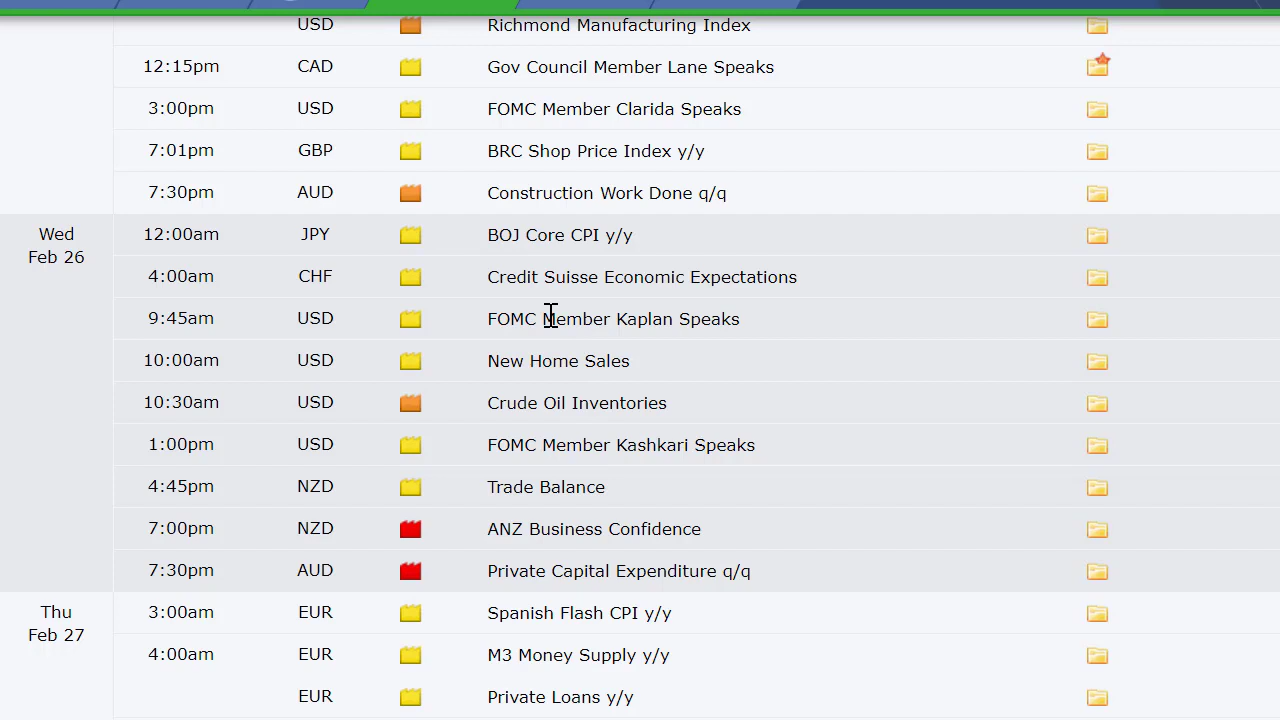 USD Richmond Manufacturing Index
12:15pm CAD Gov Council Member Lane Speaks
3:00pm USD FOMC Member Clarida Speaks
7:01pm GBP BRC Shop Price Index y/y
7:30pm AUD Construction Work Done q/q
Wed Feb 26 12:00am JPY BOJ Core CPI y/y
4:00am CHF Credit Suisse Economic Expectations
9:45am USD FOMC Member Kaplan Speaks
10:00am USD New Home Sales
10:30am USD Crude Oil Inventories
1:00pm USD FOMC Member Kashkari Speaks
4:45pm NZD Trade Balance
7:00pm NZD ANZ Business Confidence
7:30pm AUD Private Capital Expenditure q/q
Thu Feb 27 3:00am EUR Spanish Flash CPI y/y
4:00am EUR M3 Money Supply y/y
EUR Private Loans y/y